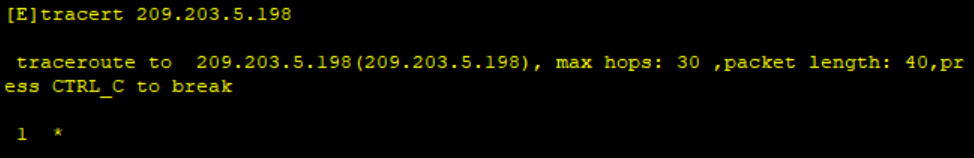 [E]tracert 209.203.5.198
traceroute to  209.203.5.198(209.203.5.198), max hops: 30 ,packet length: 40,pr
ess CTRL_C to break
1  *